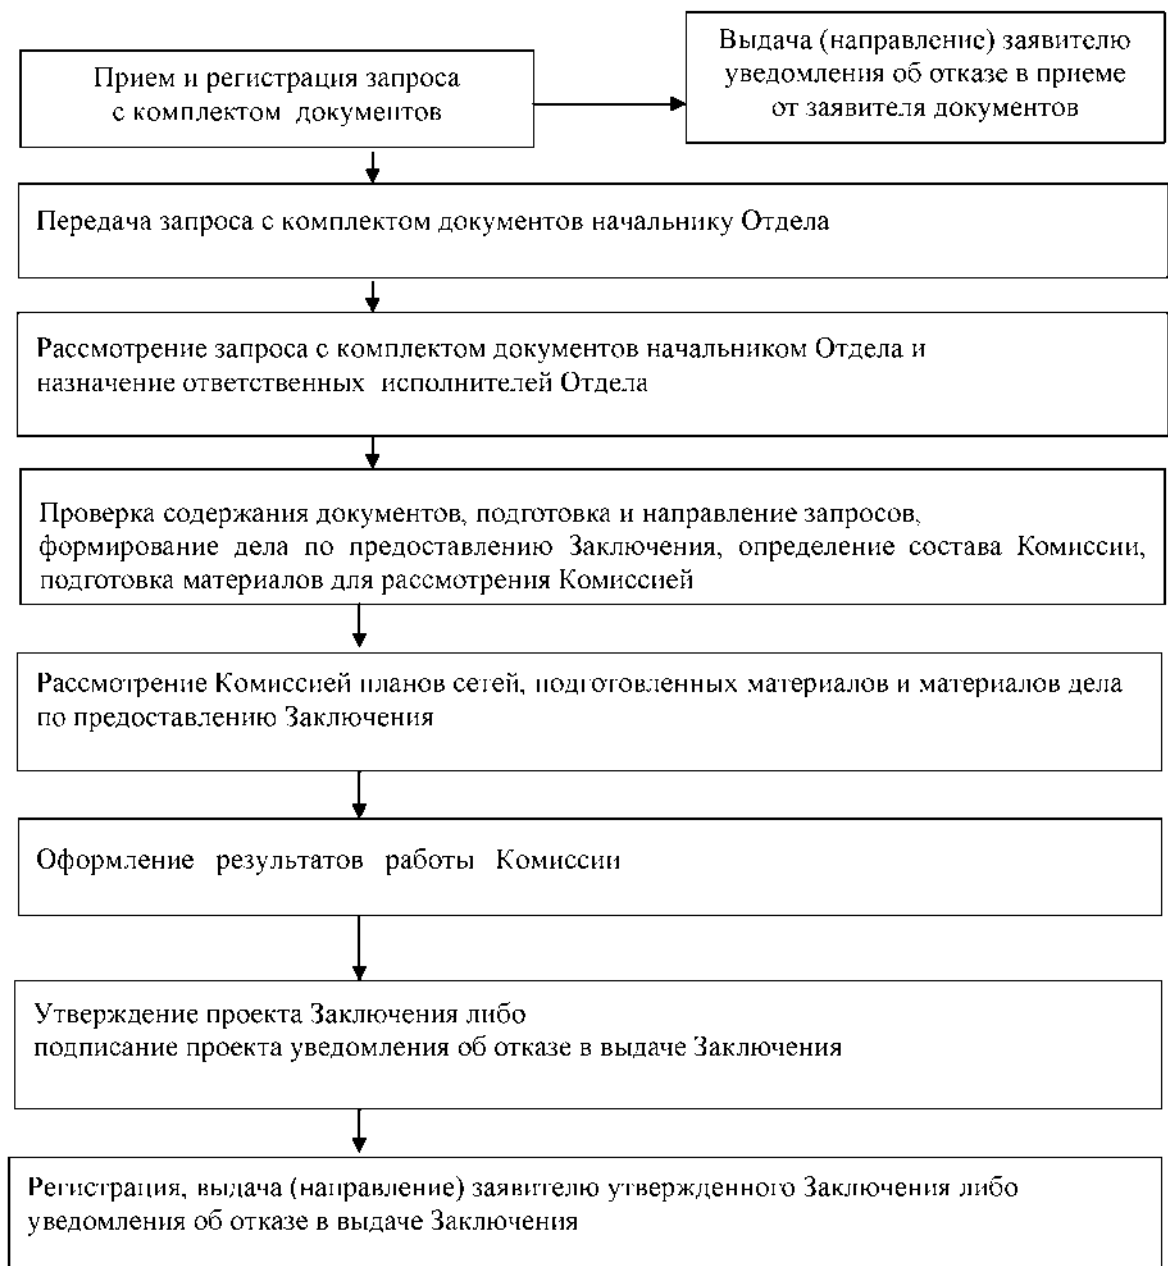 Прием и регистрация запроса
с комплектом документов
Выдача (направление) заявителю
уведомления об отказе в приеме
от заявителя документов
Передача запроса с комплектом документов начальнику Отдела
Рассмотрение запроса с комплектом документов начальником Отдела и
назначение ответственных исполнителей Отдела
Проверка содержания документов, подготовка и направление запросов,
формирование дела по предоставлению Заключения, определение состава Комиссии,
подготовка материалов для рассмотрения Комиссией
Рассмотрение Комиссией планов сетей, подготовленных материалов и материалов дела
по предоставлению Заключения
Оформление результатов работы Комиссии
Утверждение проекта Заключения либо
подписание проекта уведомления об отказе в выдаче Заключения
Регистрация, выдача (направление) заявителю утвержденного Заключения либо
уведомления об отказе в выдаче Заключения